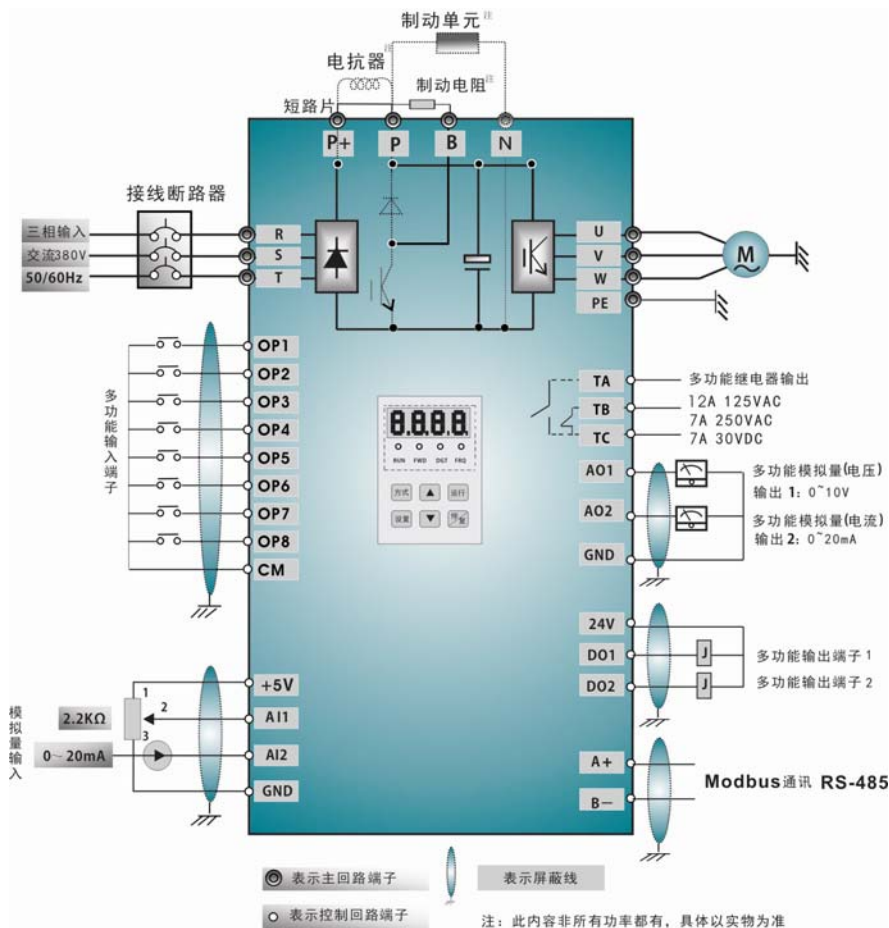 制动单元注
电抗器注
制动电阻注
短路片
P+ P B N
接线断路器
三相输入
交流380V
50/60Hz
R
S
T
U
V
W
PE
M
多功能输入端子
OP1
OP2
OP3
OP4
OP5
OP6
OP7
OP8
CM
8.8.8.8.
RUN FWD DGT FRQ
方式 ▲ 运行
设置 ▼
TA
TB
TC
多功能继电器输出
12A 125VAC
7A 250VAC
7A 30VDC
AO1
AO2
GND
多功能模拟量(电压)
输出 1: 0~10V
多功能模拟量(电流)
输出 2: 0~20mA
24V
DO1
DO2
J
J
多功能输出端子 1
多功能输出端子 2
模拟量输入
1
2
3
2.2KΩ
0~20mA
+5V
AI1
AI2
GND
A+
B−
Modbus通讯 RS-485
表示主回路端子
表示屏蔽线
表示控制回路端子
注: 此内容非所有功率都有, 具体以实物为准